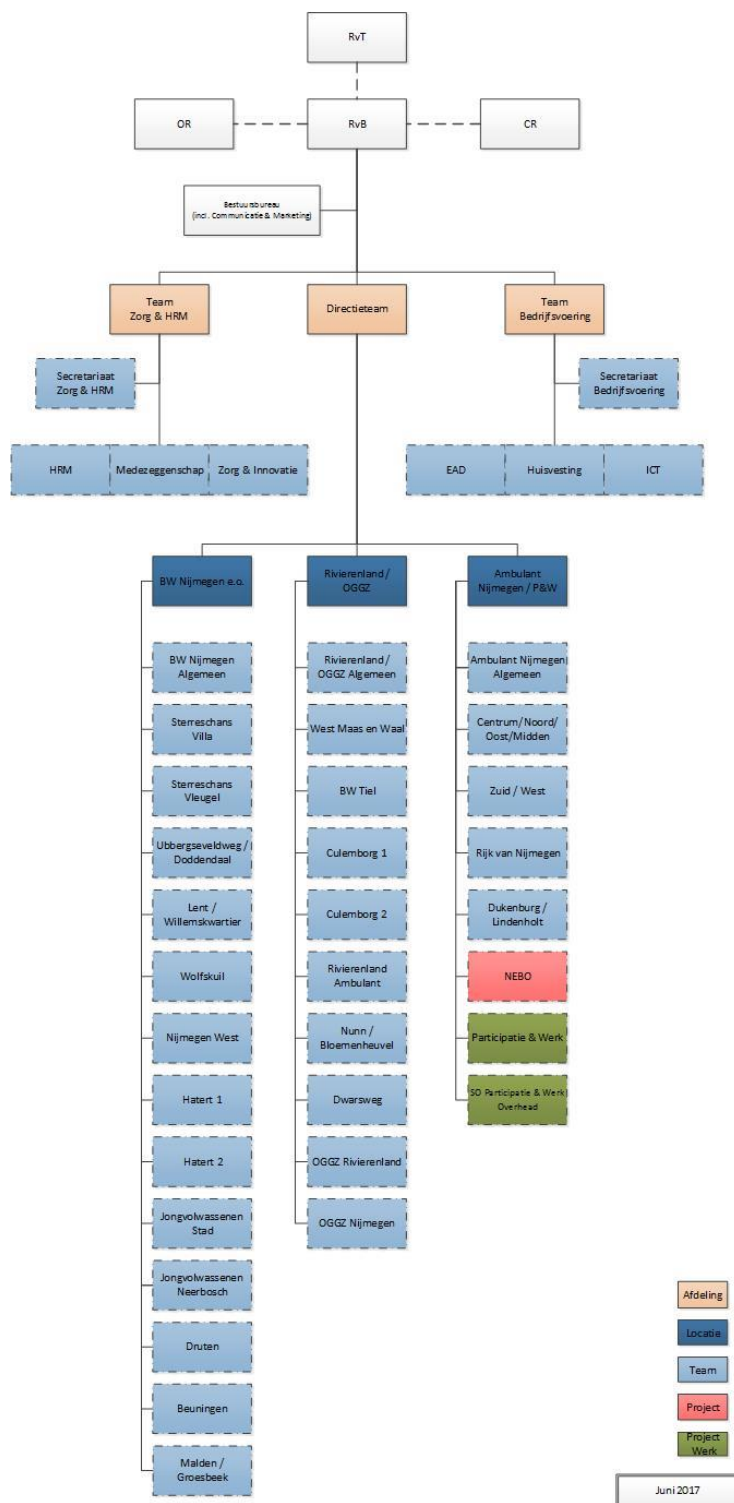 RvT
OR
RvB
CR
Bestuursbureau
(incl. Communicatie & Marketing)
Team
Zorg & HRM
Directieteam
Team
Bedrijfsvoering
Secretariaat
Zorg & HRM
Secretariaat
Bedrijfsvoering
HRM
Medezeggenschap
Zorg & Innovatie
EAD
Huisvesting
ICT
BW Nijmegen e.o.
Rivierenland /
OGGZ
Ambulant
Nijmegen / P&W
BW Nijmegen
Algemeen
Sterreschans
Villa
Sterreschans
Vleugel
Ubbergseveldweg /
Doddendaal
Lent /
Willemskwartier
Wolfskuil
Nijmegen West
Hatert 1
Hatert 2
Jongvolwassenen
Stad
Jongvolwassenen
Neerbosch
Druten
Beuningen
Malden /
Groesbeek
Rivierenland /
OGGZ Algemeen
West Maas en Waal
BW Tiel
Culemborg 1
Culemborg 2
Rivierenland
Ambulant
Nunn /
Bloemenheuvel
Dwarsweg
OGGZ Rivierenland
OGGZ Nijmegen
Ambulant Nijmegen
Algemeen
Centrum/Noord/
Oost/Midden
Zuid / West
Rijk van Nijmegen
Dukenburg /
Lindenholt
NEBO
Participatie & Werk
SO Participatie & Werk
Overhead
Afdeling
Locatie
Team
Project
Project
Werk
Juni 2017